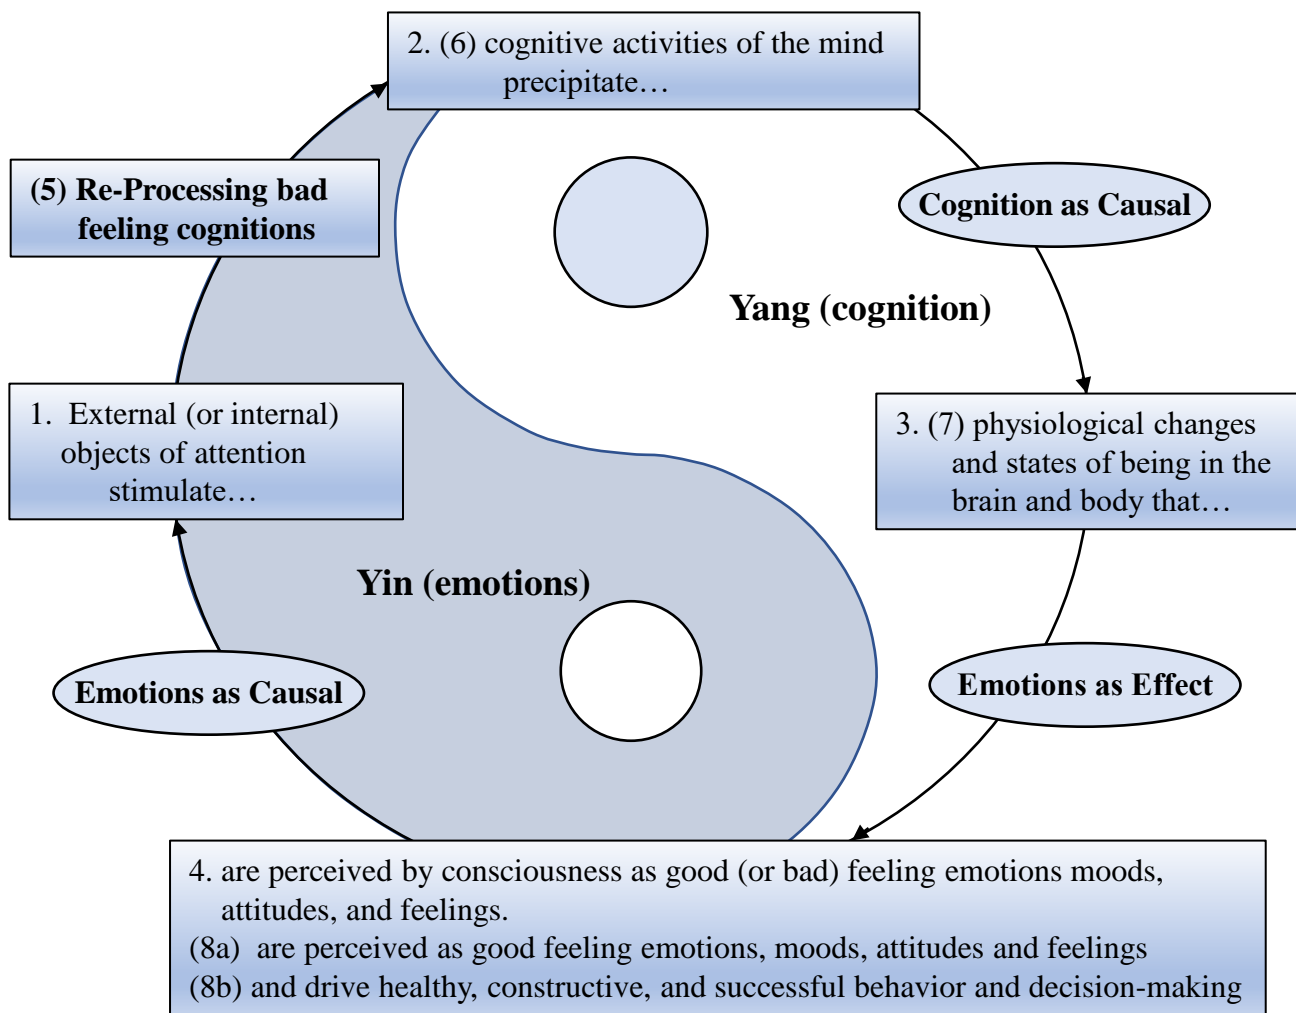 2. (6) cognitive activities of the mind
precipitate…
(5) Re-Processing bad
feeling cognitions
Cognition as Causal
Yang (cognition)
1. External (or internal)
objects of attention
stimulate…
3. (7) physiological changes
and states of being in the
brain and body that…
Yin (emotions)
Emotions as Causal
Emotions as Effect
4. are perceived by consciousness as good (or bad) feeling emotions moods,
attitudes, and feelings.
(8a) are perceived as good feeling emotions, moods, attitudes and feelings
(8b) and drive healthy, constructive, and successful behavior and decision-making